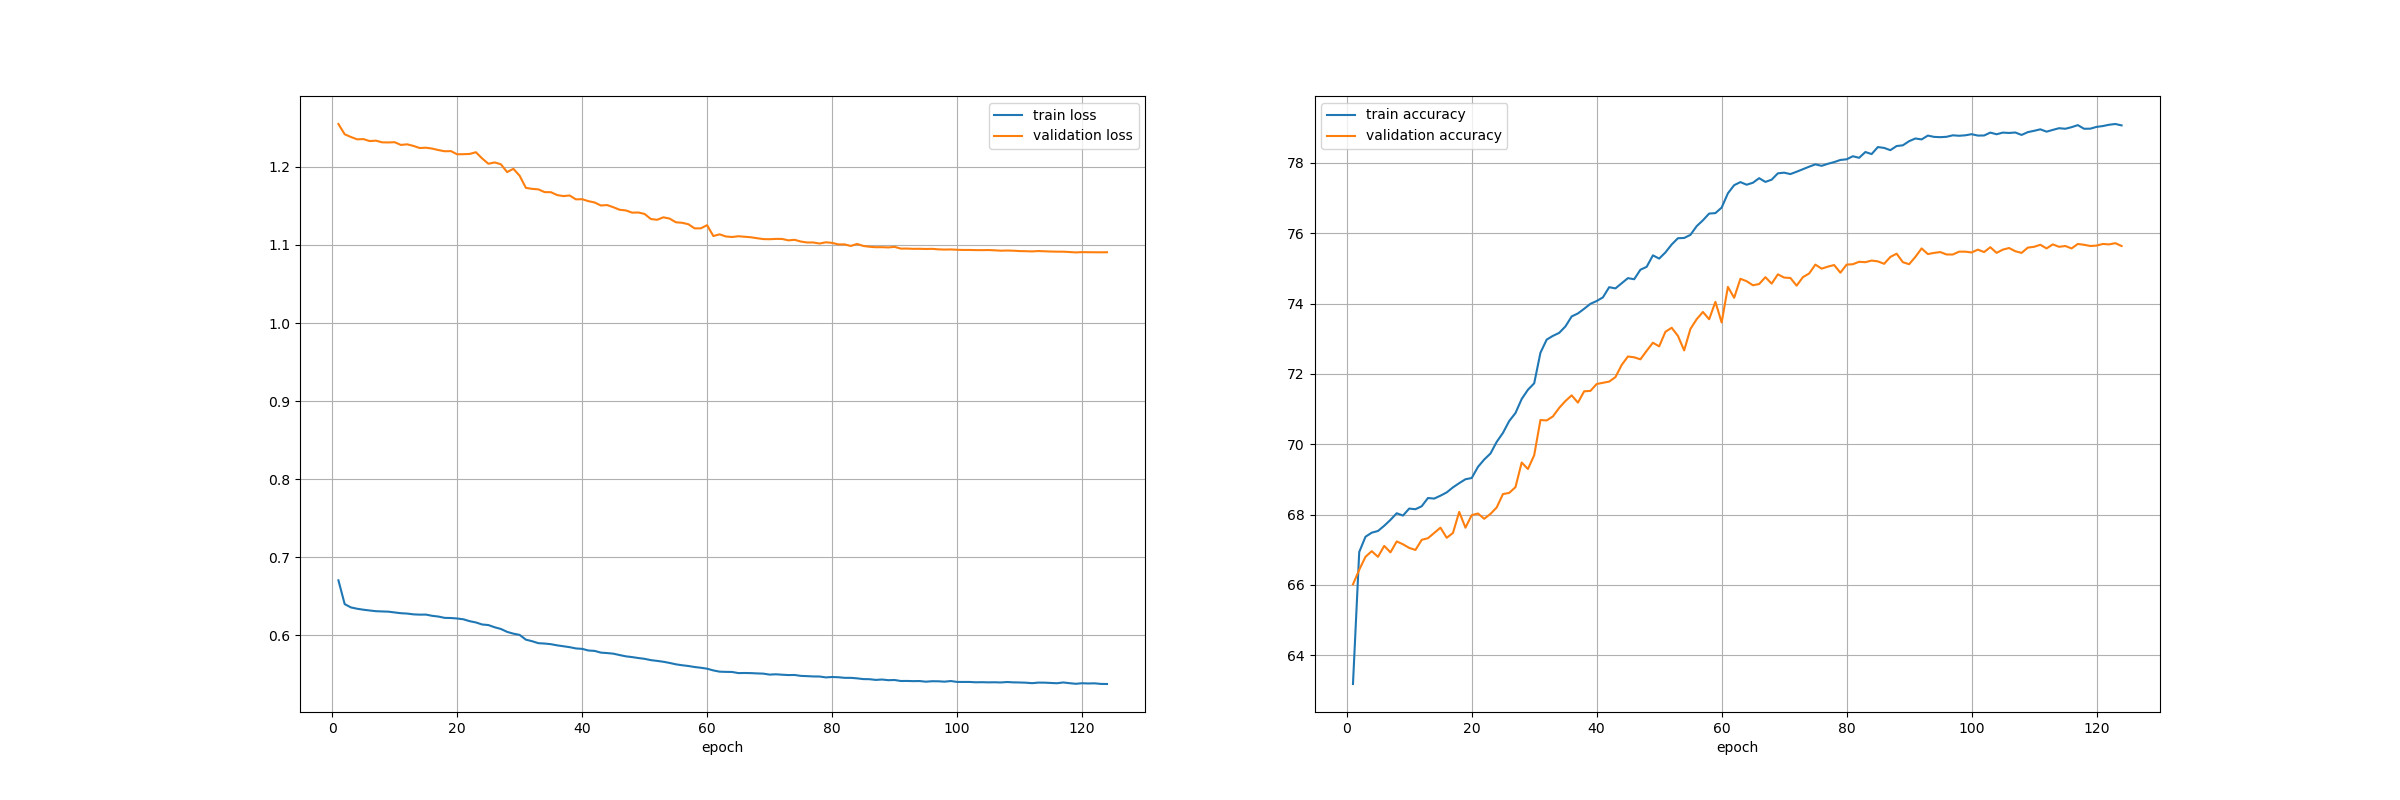 train loss
validation loss
1.2
1.1
1.0
0.9
0.8
0.7
0.6
0 20 40 60 80 100 120
epoch
train accuracy
validation accuracy
78
76
74
72
70
68
66
64
0 20 40 60 80 100 120
epoch